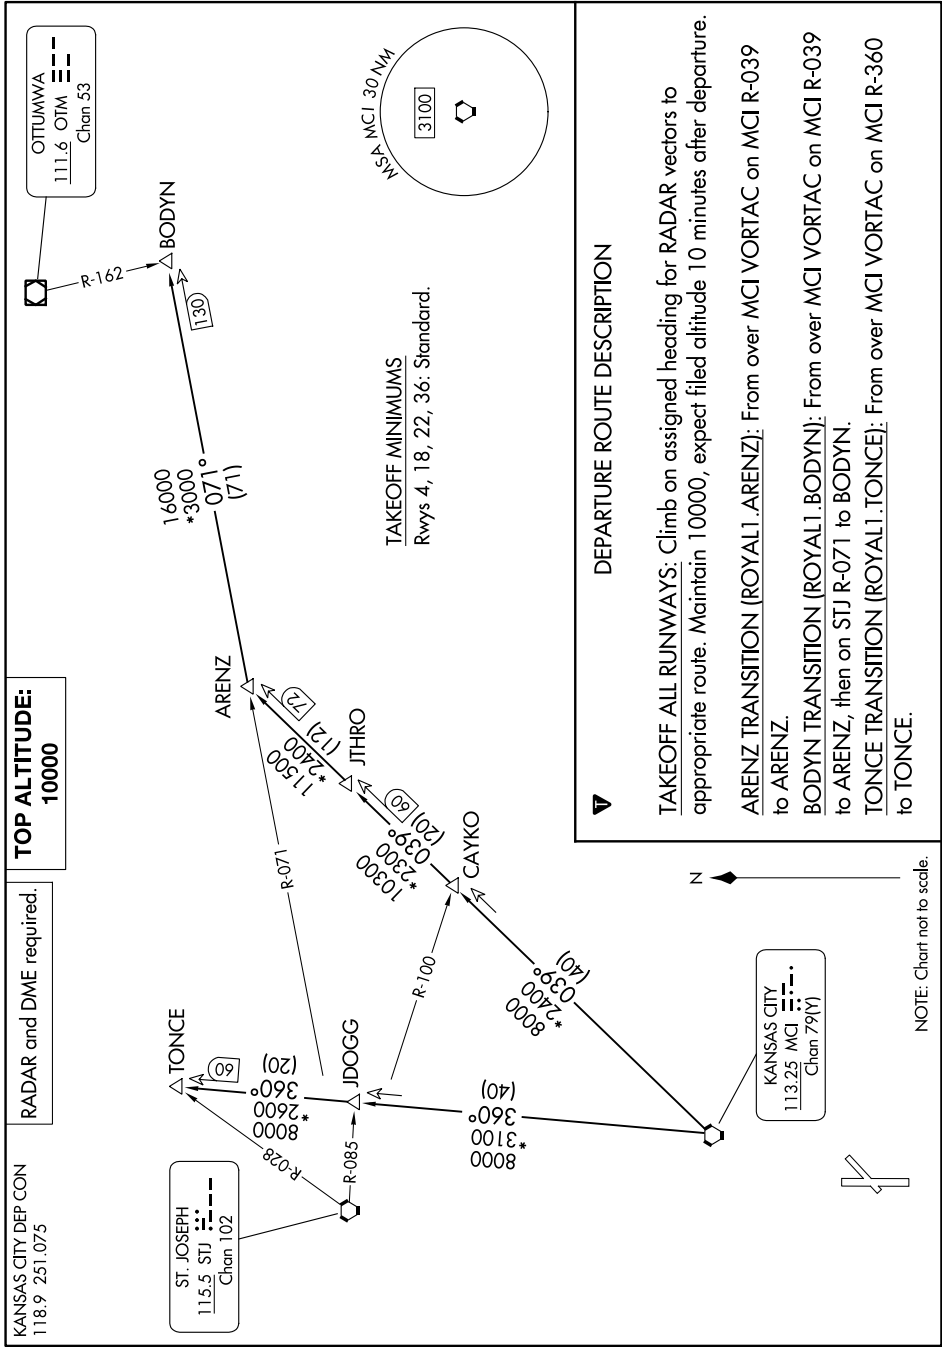 KANSAS CITY DEP CON
118.9 251.075
RADAR and DME required.
TOP ALTITUDE:
10000
OTTUMWA
111.6 OTM
Chan 53
R-162
BODYN
130
16000
*3000
071°
(71)
ARENZ
72
11500
*2400
(12)
JTHRO
60
10300
*2300
039°
(20)
CAYKO
8000
*2400
039°
(40)
R-071
R-100
TONCE
60
8000
*2600
360°
(20)
JDOGG
8000
*3100
360°
(40)
R-028
R-085
ST. JOSEPH
115.5 STJ
Chan 102
KANSAS CITY
113.25 MCI
Chan 79(Y)
MSA MCI 30 NM
3100
TAKEOFF MINIMUMS
Rwys 4, 18, 22, 36: Standard.
N
NOTE: Chart not to scale.
T
DEPARTURE ROUTE DESCRIPTION
TAKEOFF ALL RUNWAYS: Climb on assigned heading for RADAR vectors to
appropriate route. Maintain 10000, expect filed altitude 10 minutes after departure.
ARENZ TRANSITION (ROYAL1.ARENZ): From over MCI VORTAC on MCI R-039
to ARENZ.
BODYN TRANSITION (ROYAL1.BODYN): From over MCI VORTAC on MCI R-039
to ARENZ, then on STJ R-071 to BODYN.
TONCE TRANSITION (ROYAL1.TONCE): From over MCI VORTAC on MCI R-360
to TONCE.